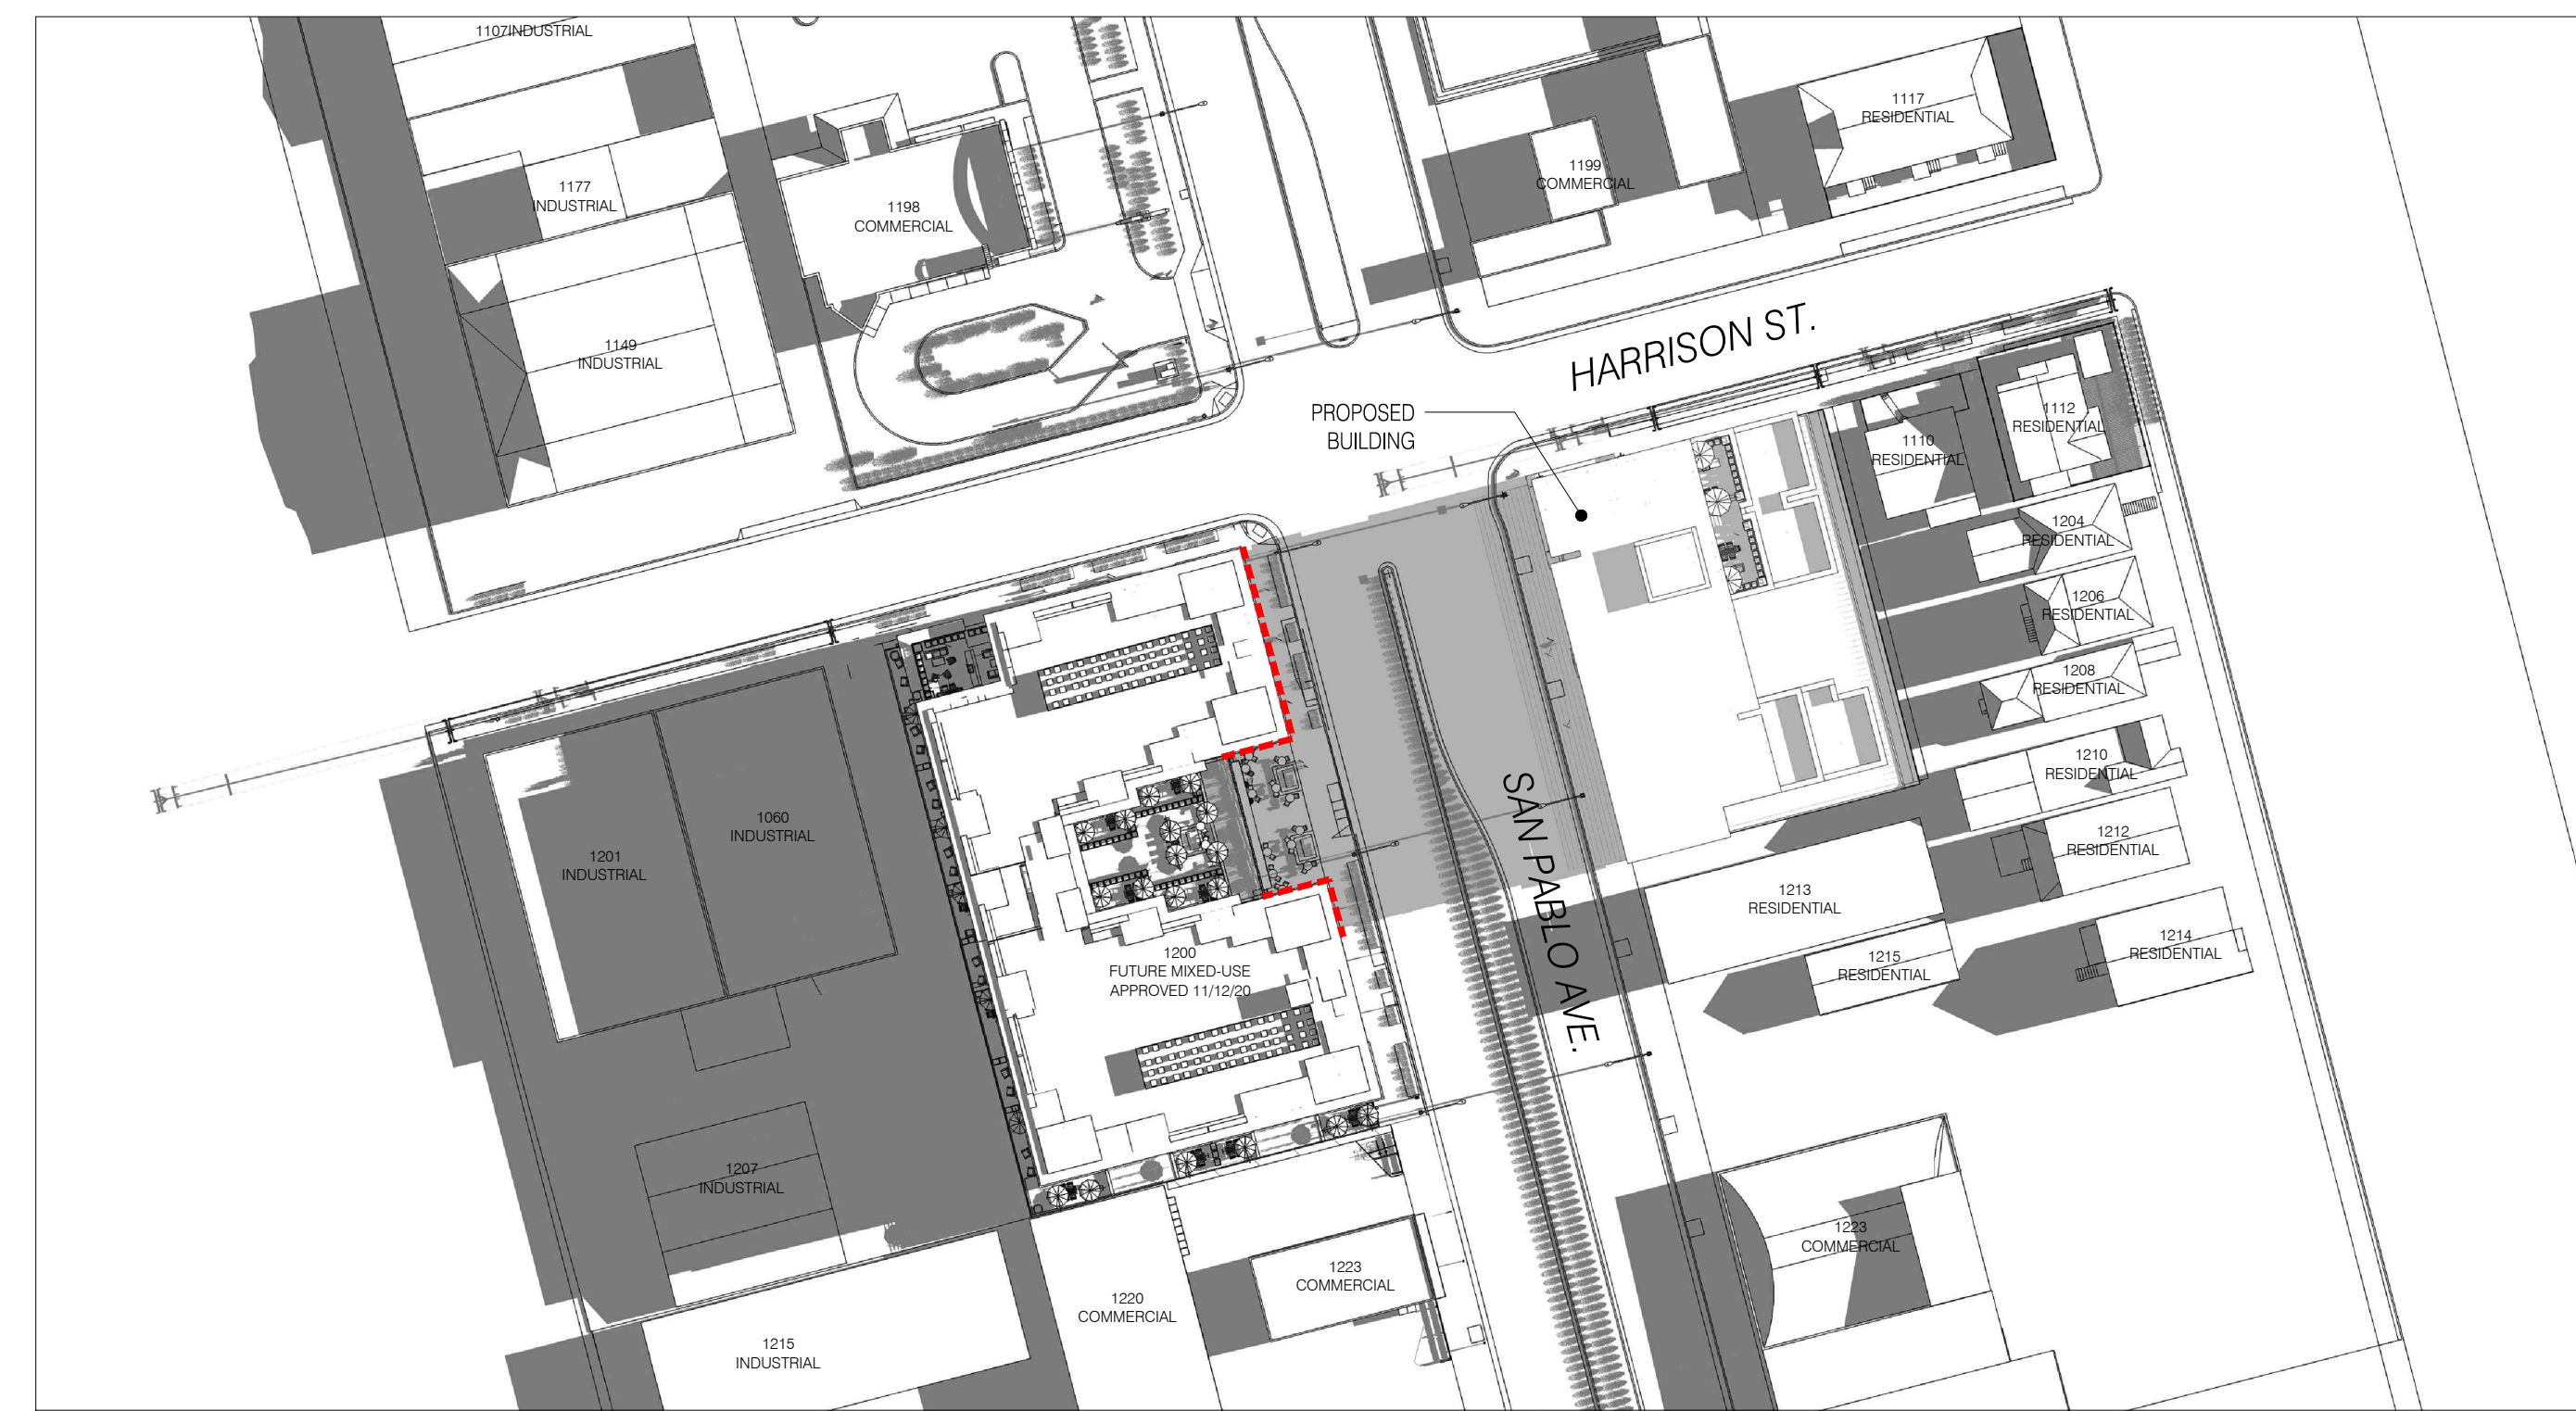 1107INDUSTRIAL
1177
INDUSTRIAL
1198
COMMERCIAL
1199
COMMERCIAL
1117
RESIDENTIAL
1149
INDUSTRIAL
HARRISON ST.
PROPOSED
BUILDING
1110
RESIDENTIAL
1112
RESIDENTIAL
1204
RESIDENTIAL
1206
RESIDENTIAL
1208
RESIDENTIAL
1210
RESIDENTIAL
1212
RESIDENTIAL
1201
INDUSTRIAL
1060
INDUSTRIAL
SAN PABLO AVE.
1213
RESIDENTIAL
1214
RESIDENTIAL
1215
RESIDENTIAL
1200
FUTURE MIXED-USE
APPROVED 11/12/20
1207
INDUSTRIAL
1223
COMMERCIAL
1223
COMMERCIAL
1220
COMMERCIAL
1215
INDUSTRIAL